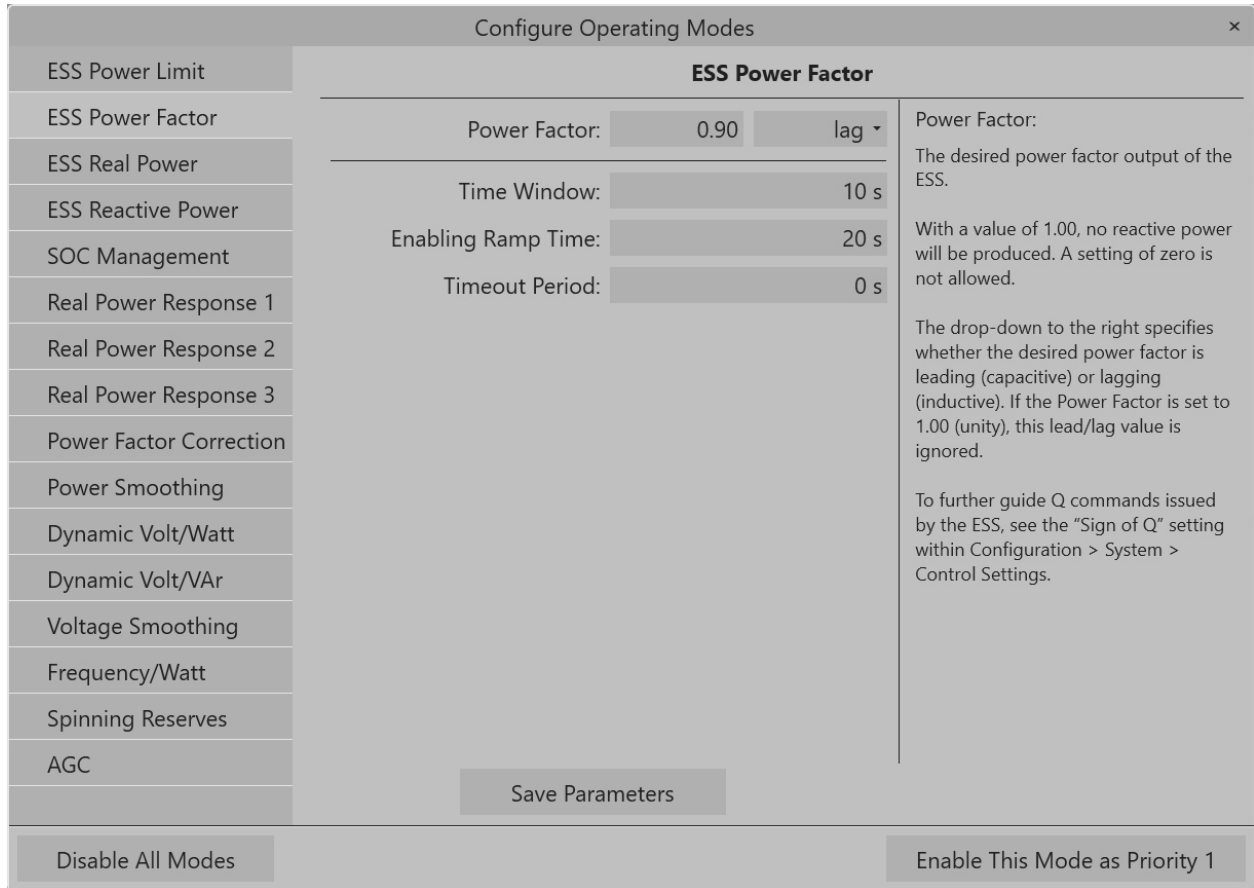 Configure Operating Modes ×
ESS Power Limit
ESS Power Factor
ESS Real Power
ESS Reactive Power
SOC Management
Real Power Response 1
Real Power Response 2
Real Power Response 3
Power Factor Correction
Power Smoothing
Dynamic Volt/Watt
Dynamic Volt/VAr
Voltage Smoothing
Frequency/Watt
Spinning Reserves
AGC
ESS Power Factor
Power Factor: 0.90 lag
Time Window: 10 s
Enabling Ramp Time: 20 s
Timeout Period: 0 s
Power Factor:
The desired power factor output of the
ESS.
With a value of 1.00, no reactive power
will be produced. A setting of zero is
not allowed.
The drop-down to the right specifies
whether the desired power factor is
leading (capacitive) or lagging
(inductive). If the Power Factor is set to
1.00 (unity), this lead/lag value is
ignored.
To further guide Q commands issued
by the ESS, see the “Sign of Q” setting
within Configuration > System >
Control Settings.
Save Parameters
Disable All Modes
Enable This Mode as Priority 1